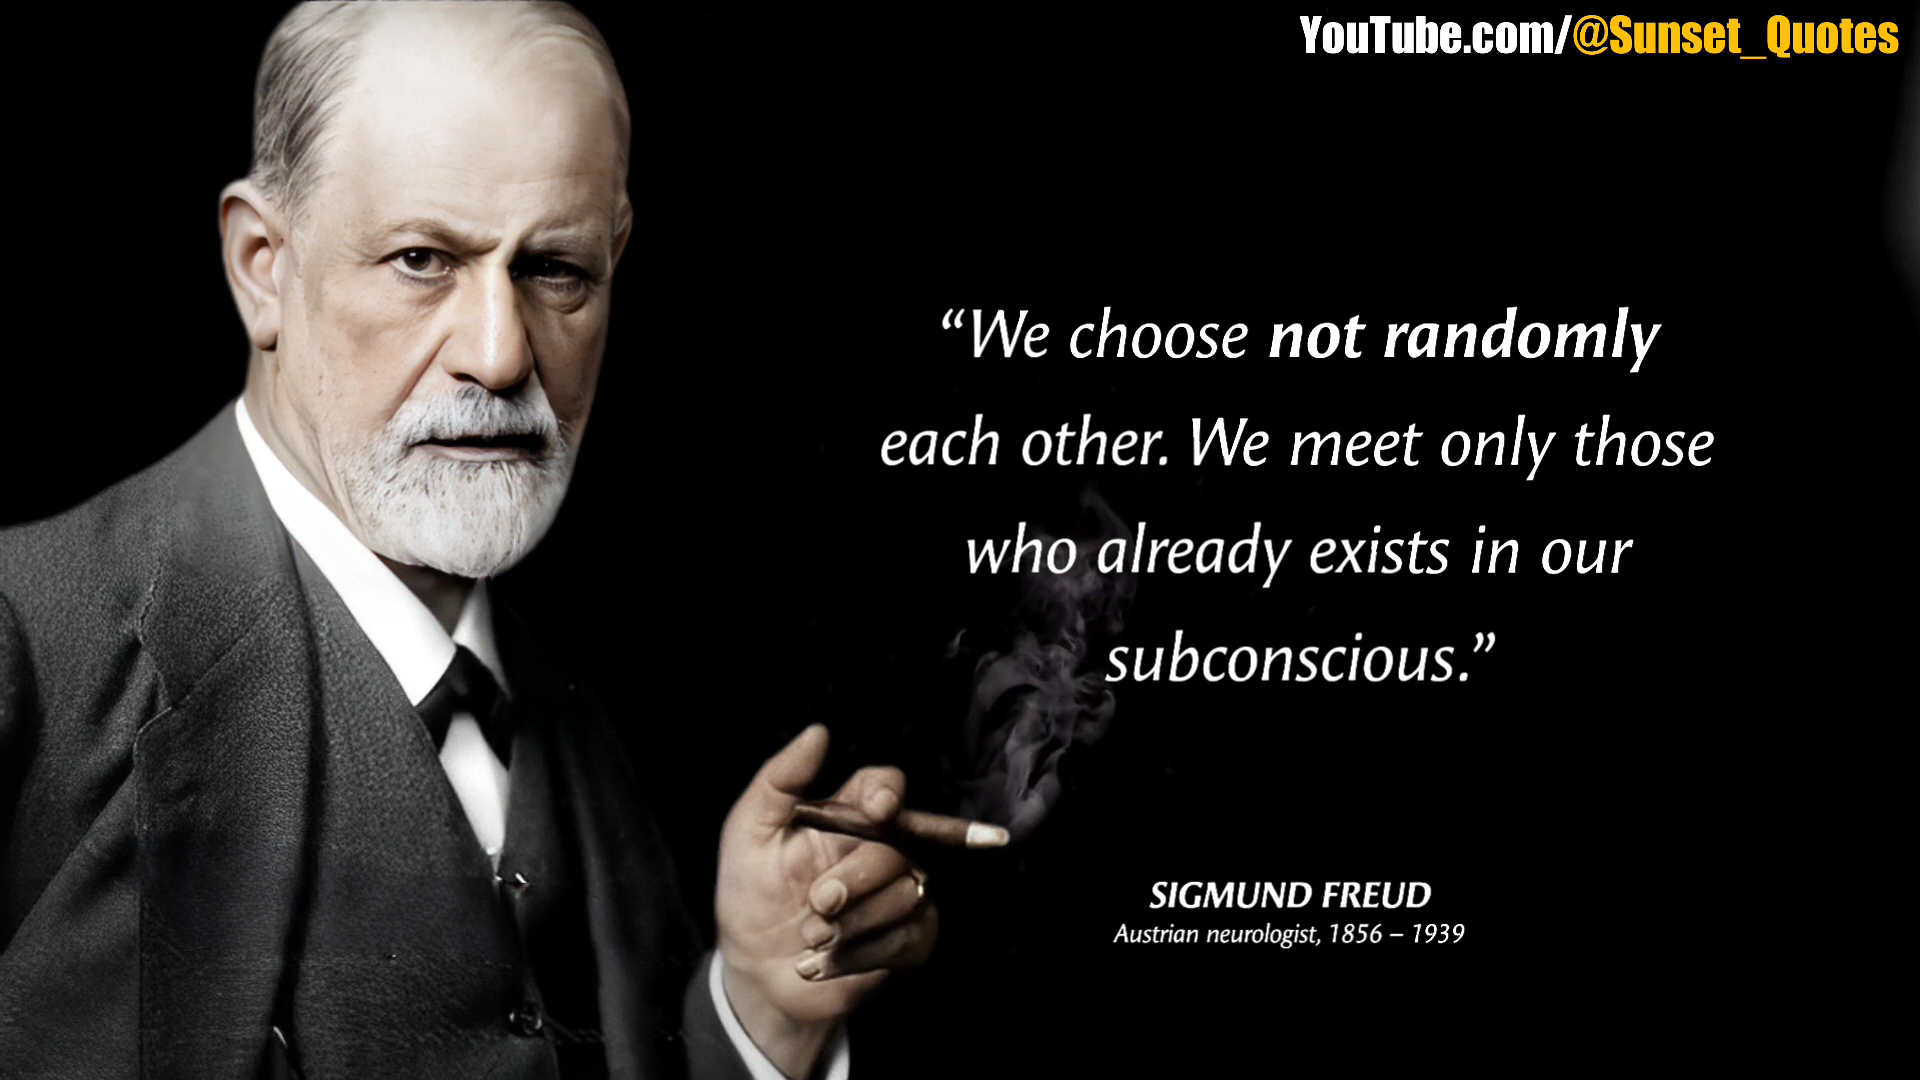 YouTube.com/@Sunset_Quotes
“We choose not randomly
each other. We meet only those
who already exists in our
subconscious.”
SIGMUND FREUD
Austrian neurologist, 1856 – 1939